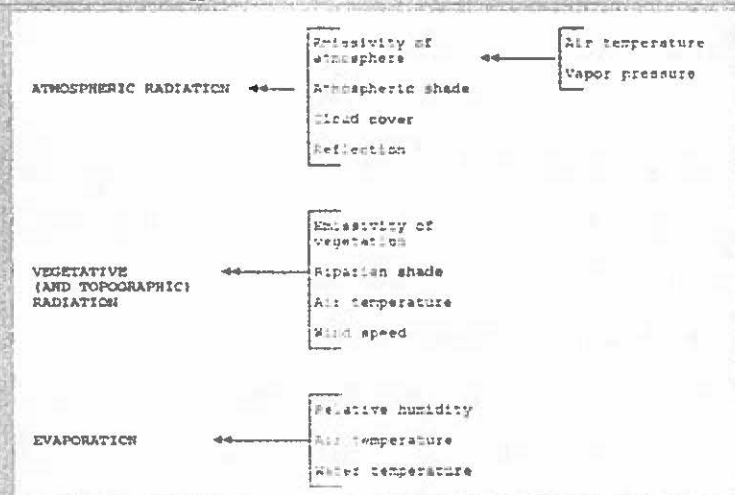 Emissivity of
atmosphere
Air temperature
Vapor pressure
ATMOSPHERIC RADIATION
Atmospheric shade
Cloud cover
Reflection
Emissivity of
vegetation
VEGETATIVE
(AND TOPOGRAPHIC)
RADIATION
Riparian shade
Air temperature
Wind speed
Relative humidity
EVAPORATION
Air temperature
Water temperature